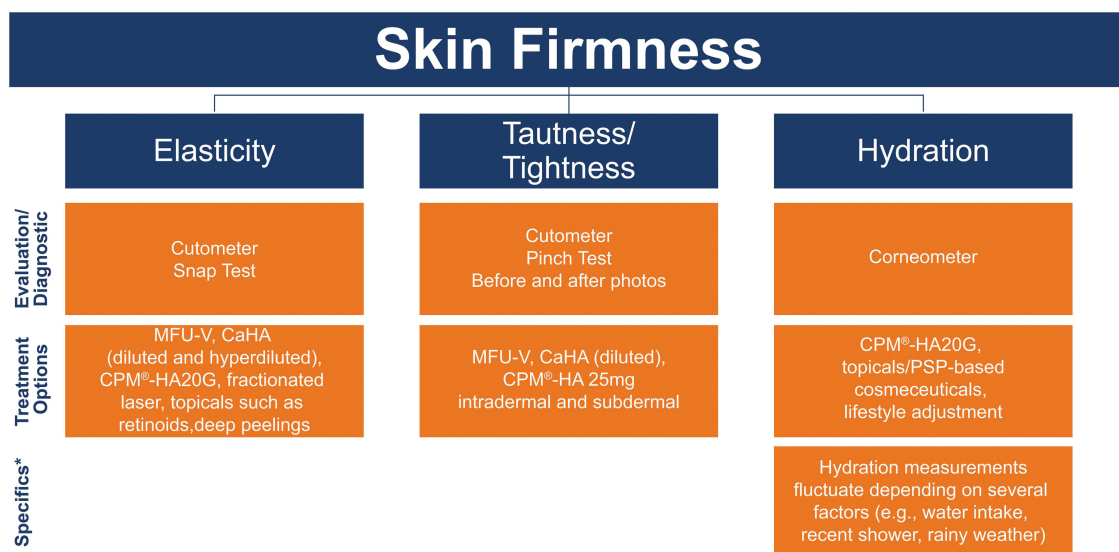 Skin Firmness
Elasticity
Tautness/
Tightness
Hydration
Evaluation/
Diagnostic
Cutometer
Snap Test
Cutometer
Pinch Test
Before and after photos
Corneometer
Treatment
Options
MFU-V, CaHA
(diluted and hyperdiluted),
CPM®-HA20G, fractionated
laser, topicals such as
retinoids,deep peelings
MFU-V, CaHA (diluted),
CPM®-HA 25mg
intradermal and subdermal
CPM®-HA20G,
topicals/PSP-based
cosmeceuticals,
lifestyle adjustment
Specifics*
Hydration measurements
fluctuate depending on several
factors (e.g., water intake,
recent shower, rainy weather)